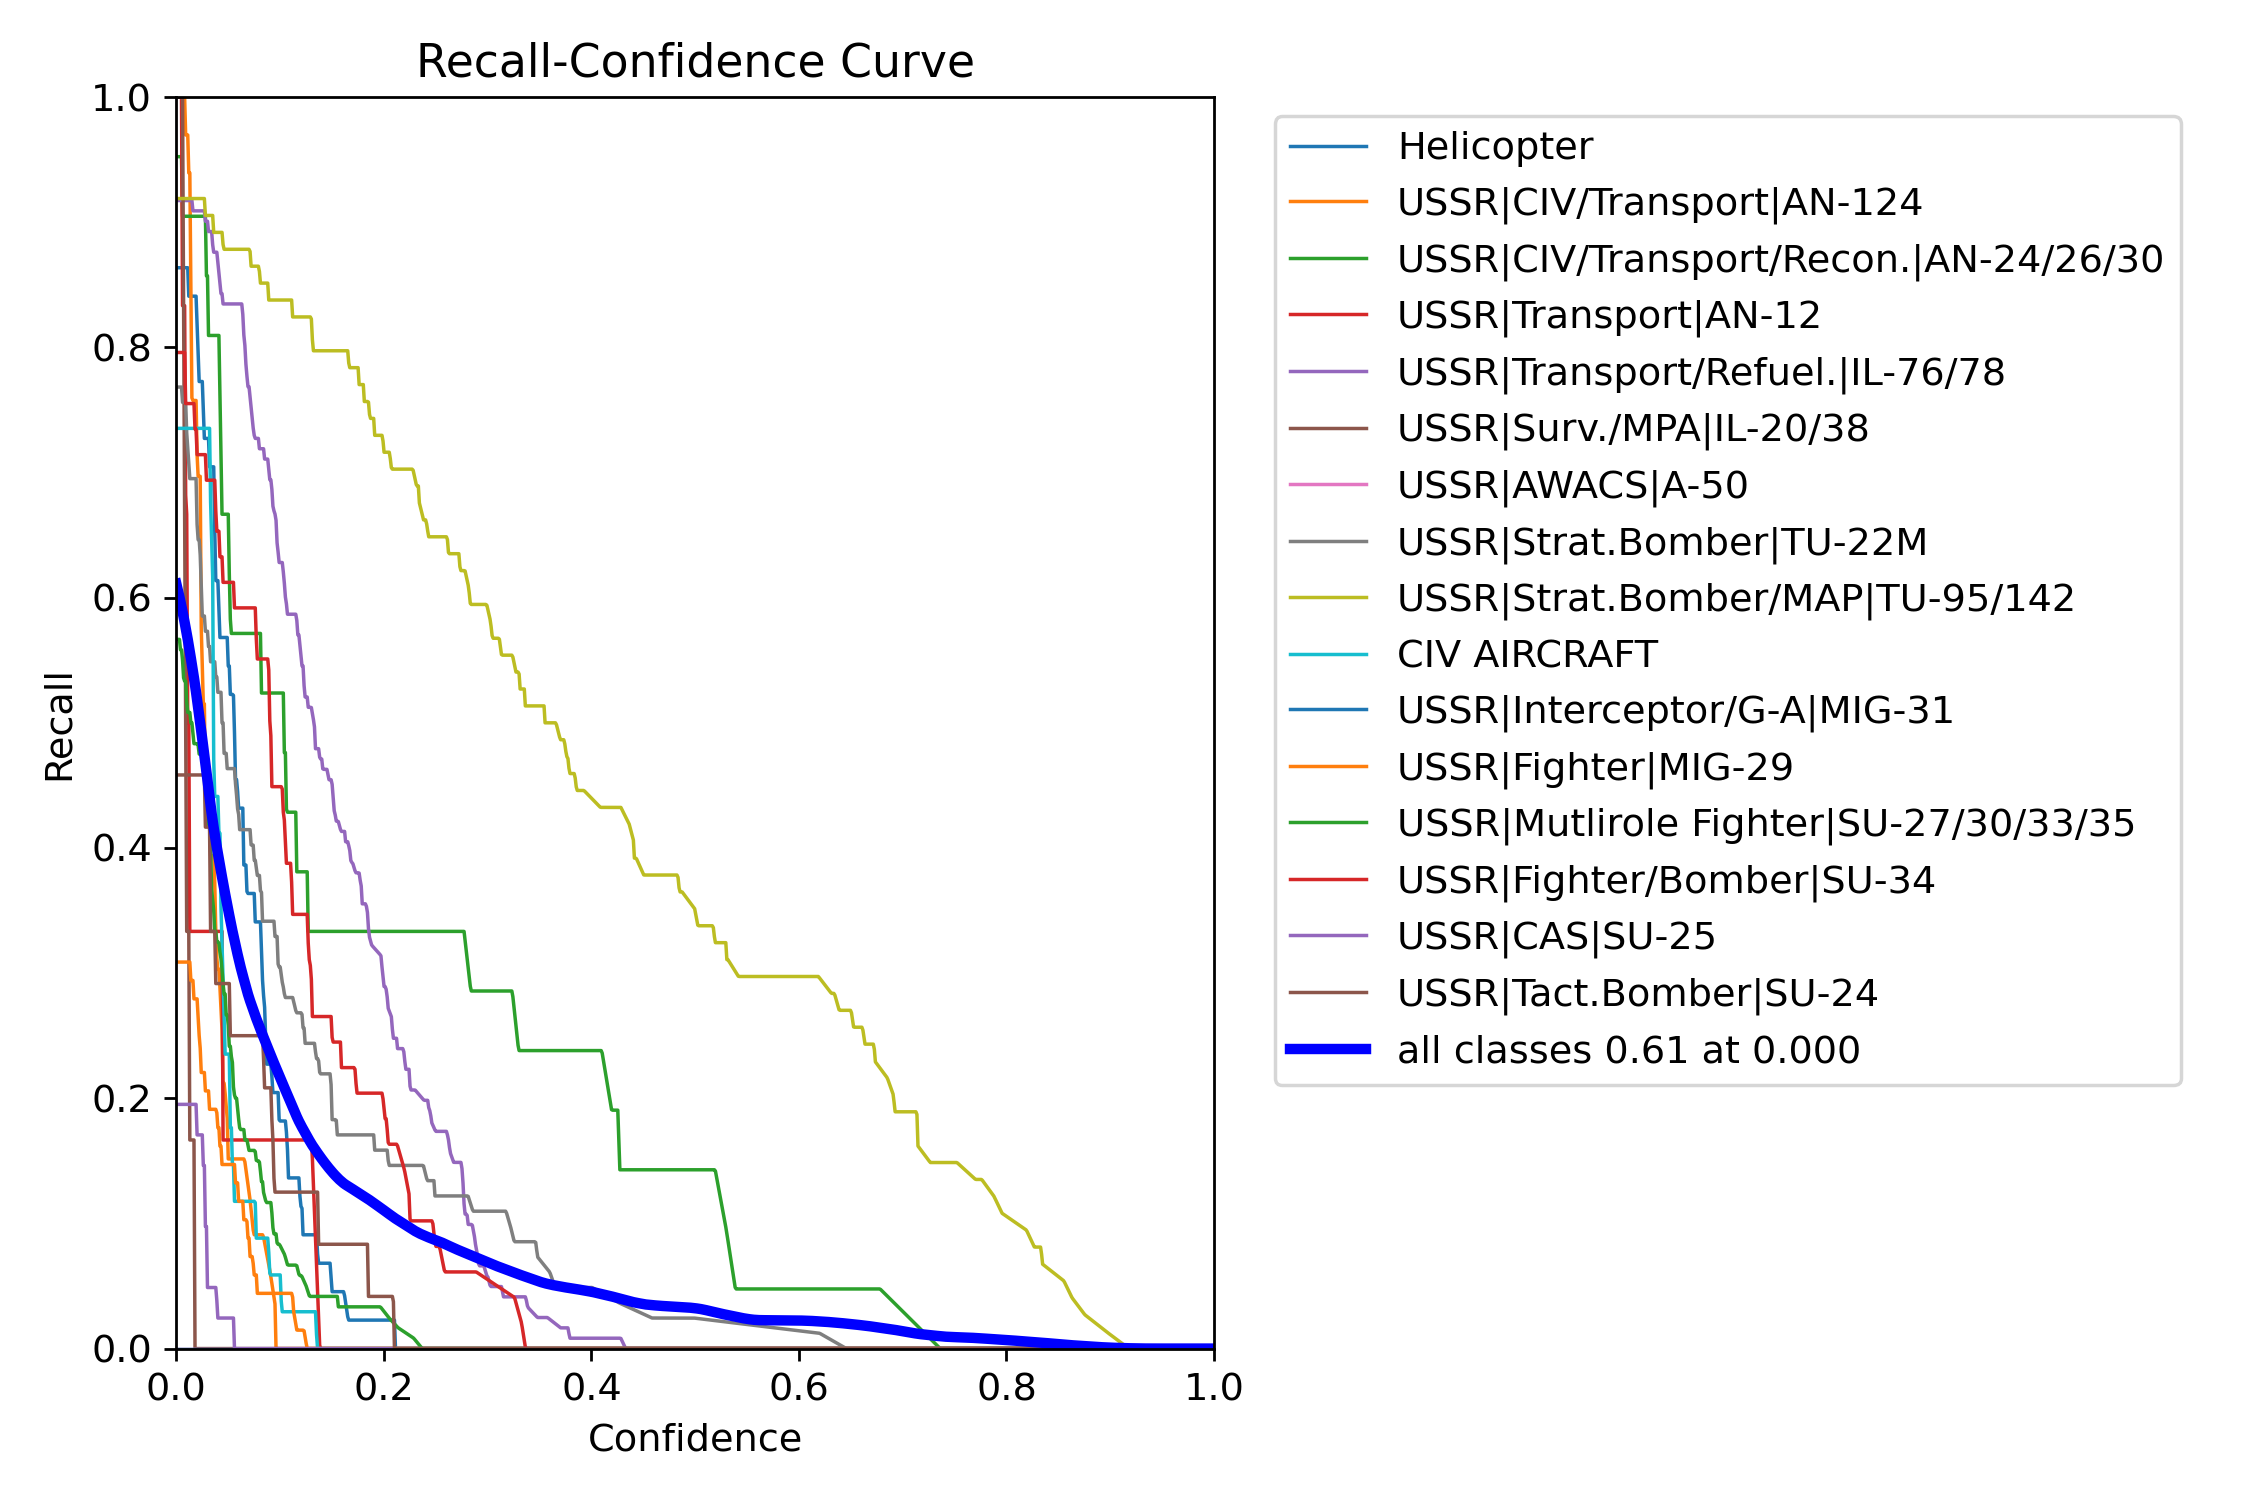 Recall-Confidence Curve
1.0
0.8
0.6
0.4
0.2
0.0
Recall
0.0 0.2 0.4 0.6 0.8 1.0
Confidence
Helicopter
USSR|CIV/Transport|AN-124
USSR|CIV/Transport/Recon.|AN-24/26/30
USSR|Transport|AN-12
USSR|Transport/Refuel.|IL-76/78
USSR|Surv./MPA|IL-20/38
USSR|AWACS|A-50
USSR|Strat.Bomber|TU-22M
USSR|Strat.Bomber/MAP|TU-95/142
CIV AIRCRAFT
USSR|Interceptor/G-A|MIG-31
USSR|Fighter|MIG-29
USSR|Mutlirole Fighter|SU-27/30/33/35
USSR|Fighter/Bomber|SU-34
USSR|CAS|SU-25
USSR|Tact.Bomber|SU-24
all classes 0.61 at 0.000